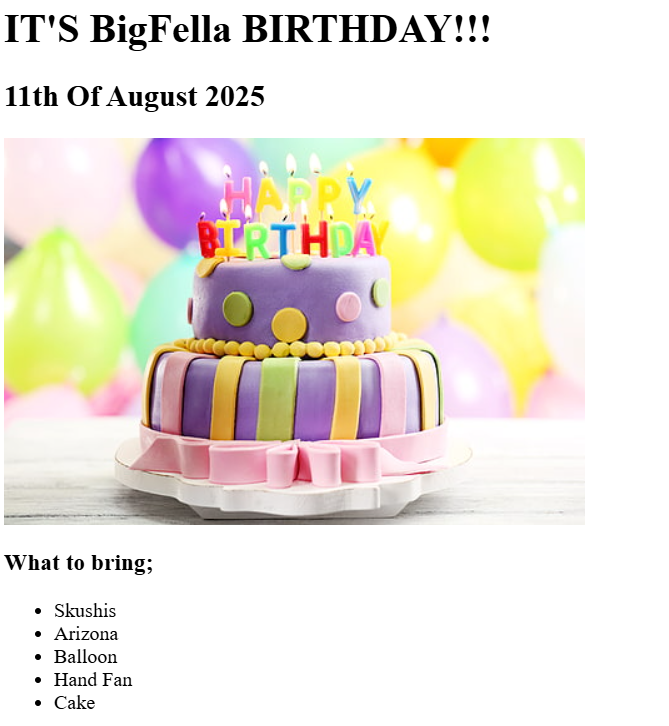 IT'S BigFella BIRTHDAY!!!
11th Of August 2025
HAPPY
BIRTHDAY
What to bring;
Skushis
Arizona
Balloon
Hand Fan
Cake